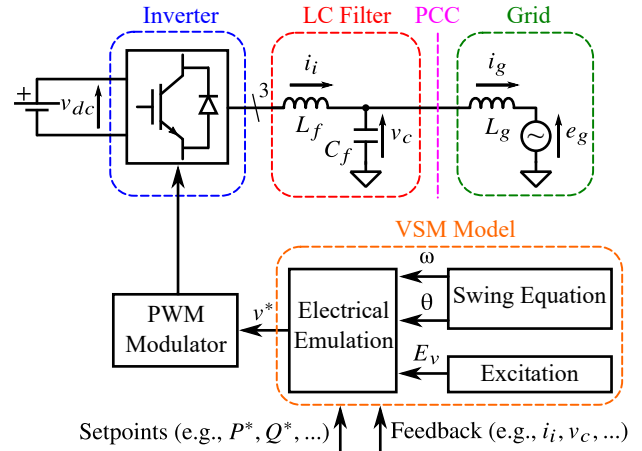 Inverter
LC Filter
PCC
Grid
+
v_dc
3
i_i
L_f
C_f
v_c
i_g
L_g
~
e_g
VSM Model
PWM
Modulator
v*
Electrical
Emulation
ω
θ
E_v
Swing Equation
Excitation
Setpoints (e.g., P*, Q*, ...)
Feedback (e.g., i_i, v_c, ...)